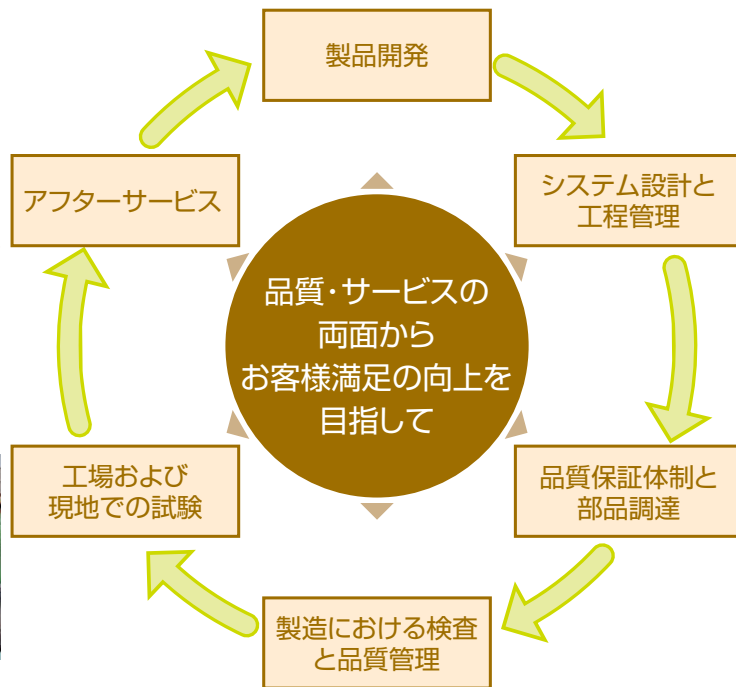 製品開発
システム設計と
工程管理
品質保証体制と
部品調達
製造における検査
と品質管理
工場および
現地での試験
アフターサービス
品質・サービスの
両面から
お客様満足の向上を
目指して